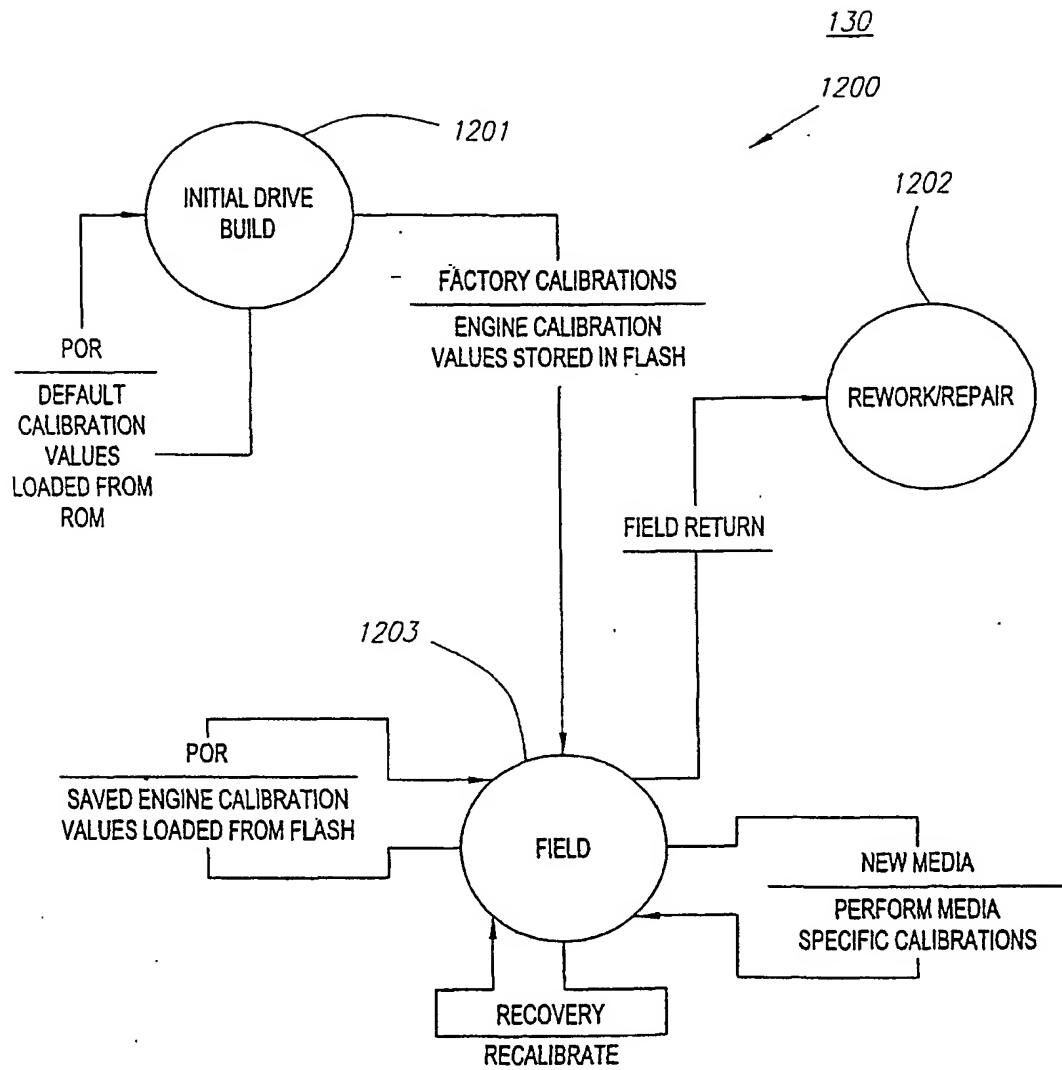 130
1200
1201
INITIAL DRIVE
BUILD
1202
FACTORY CALIBRATIONS
ENGINE CALIBRATION
VALUES STORED IN FLASH
POR
DEFAULT
CALIBRATION
VALUES
LOADED FROM
ROM
REWORK/REPAIR
FIELD RETURN
1203
POR
SAVED ENGINE CALIBRATION
VALUES LOADED FROM FLASH
FIELD
NEW MEDIA
PERFORM MEDIA
SPECIFIC CALIBRATIONS
RECOVERY
RECALIBRATE